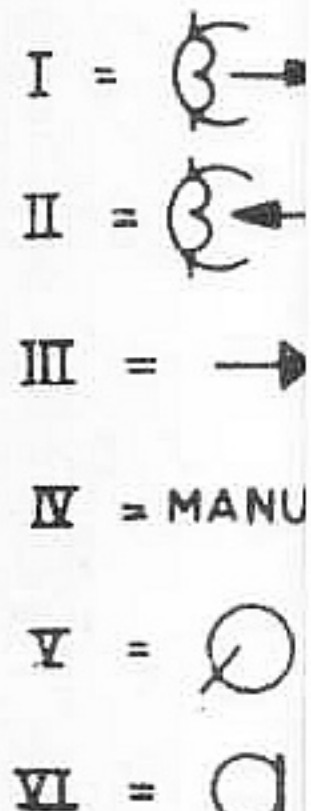 I =
II =
III =
IV = MANU
V =
VI =